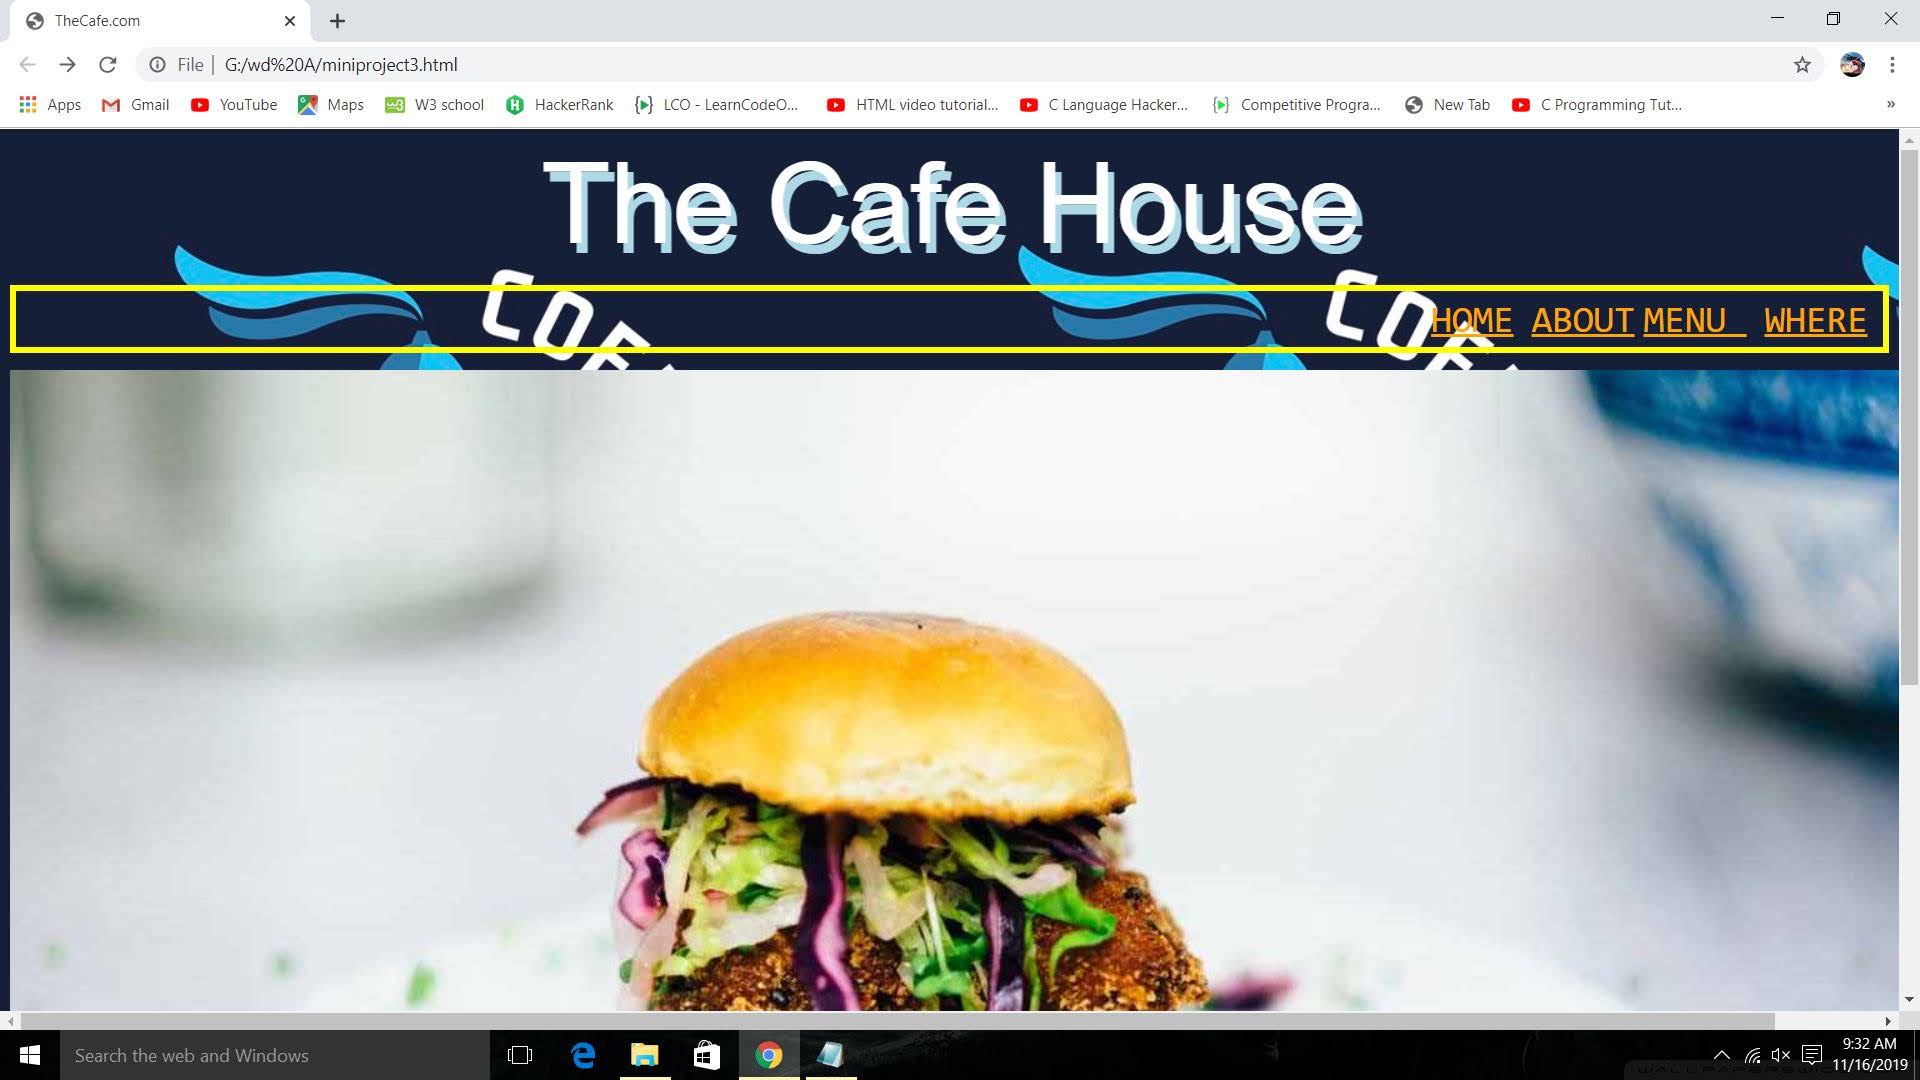 TheCafe.com
File | G:/wd%20A/miniproject3.html
Apps Gmail YouTube Maps W3 school HackerRank LCO - LearnCodeO... HTML video tutorial... C Language Hacker... Competitive Progra... New Tab C Programming Tut... »
The Cafe House
HOME ABOUT MENU WHERE
Search the web and Windows
9:32 AM
11/16/2019